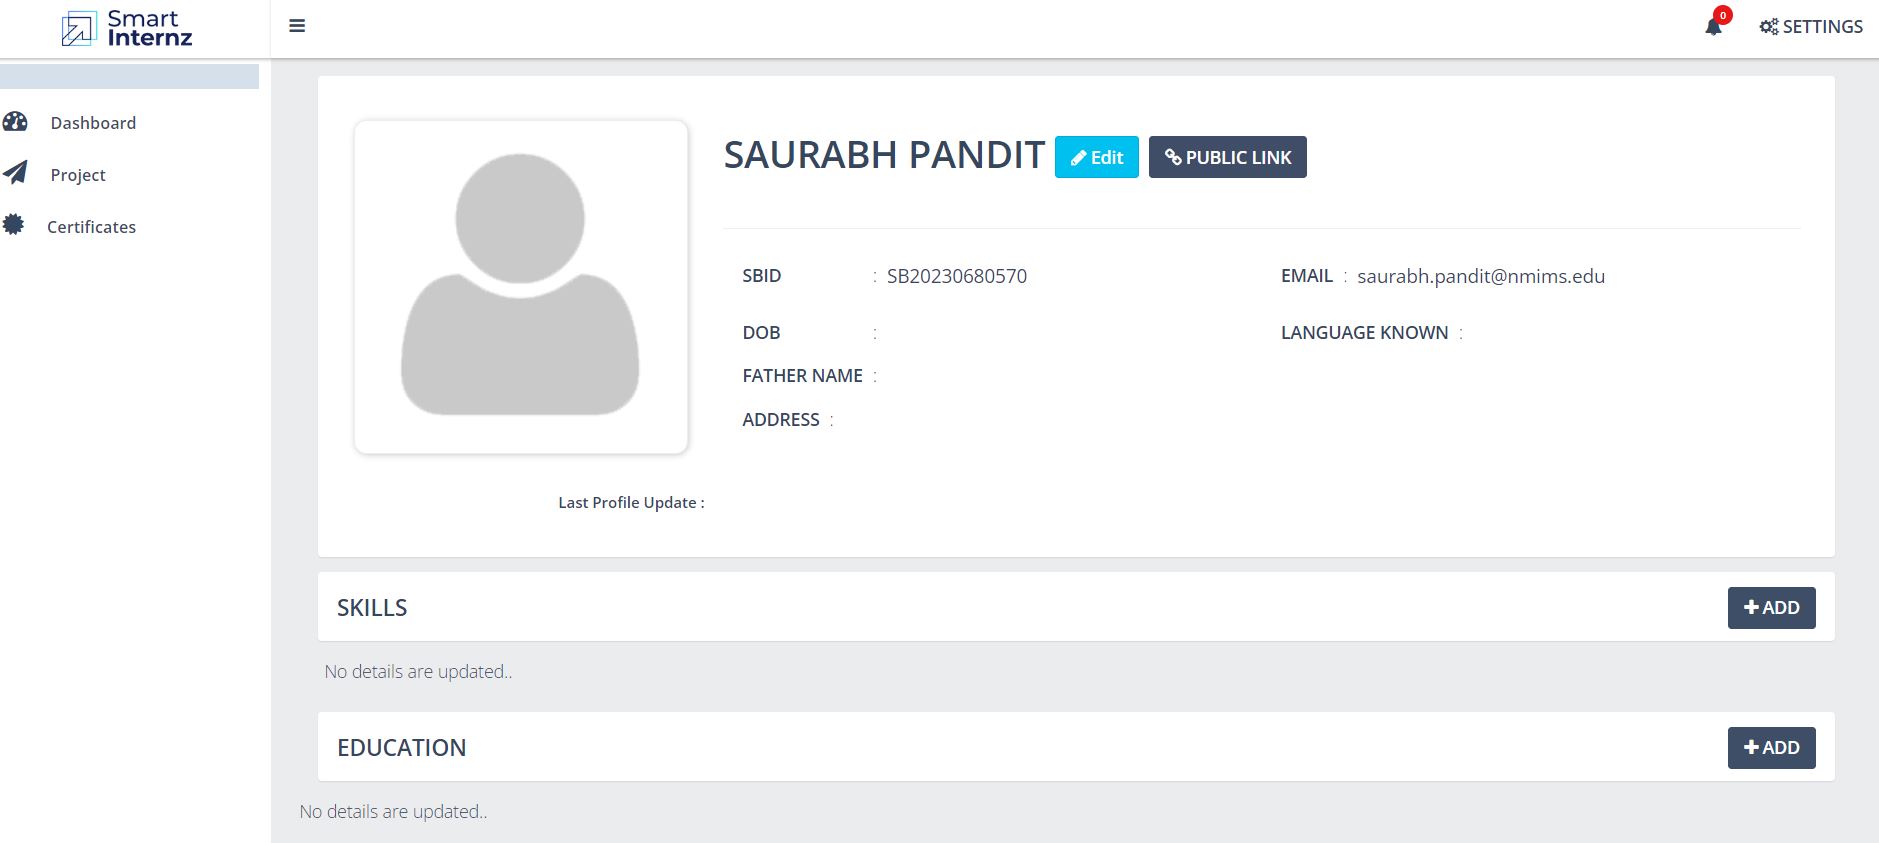 Smart
Internz
0
SETTINGS
Dashboard
Project
Certificates
SAURABH PANDIT
Edit
PUBLIC LINK
SBID : SB20230680570
EMAIL : saurabh.pandit@nmims.edu
DOB :
LANGUAGE KNOWN :
FATHER NAME :
ADDRESS :
Last Profile Update :
SKILLS
ADD
No details are updated..
EDUCATION
ADD
No details are updated..